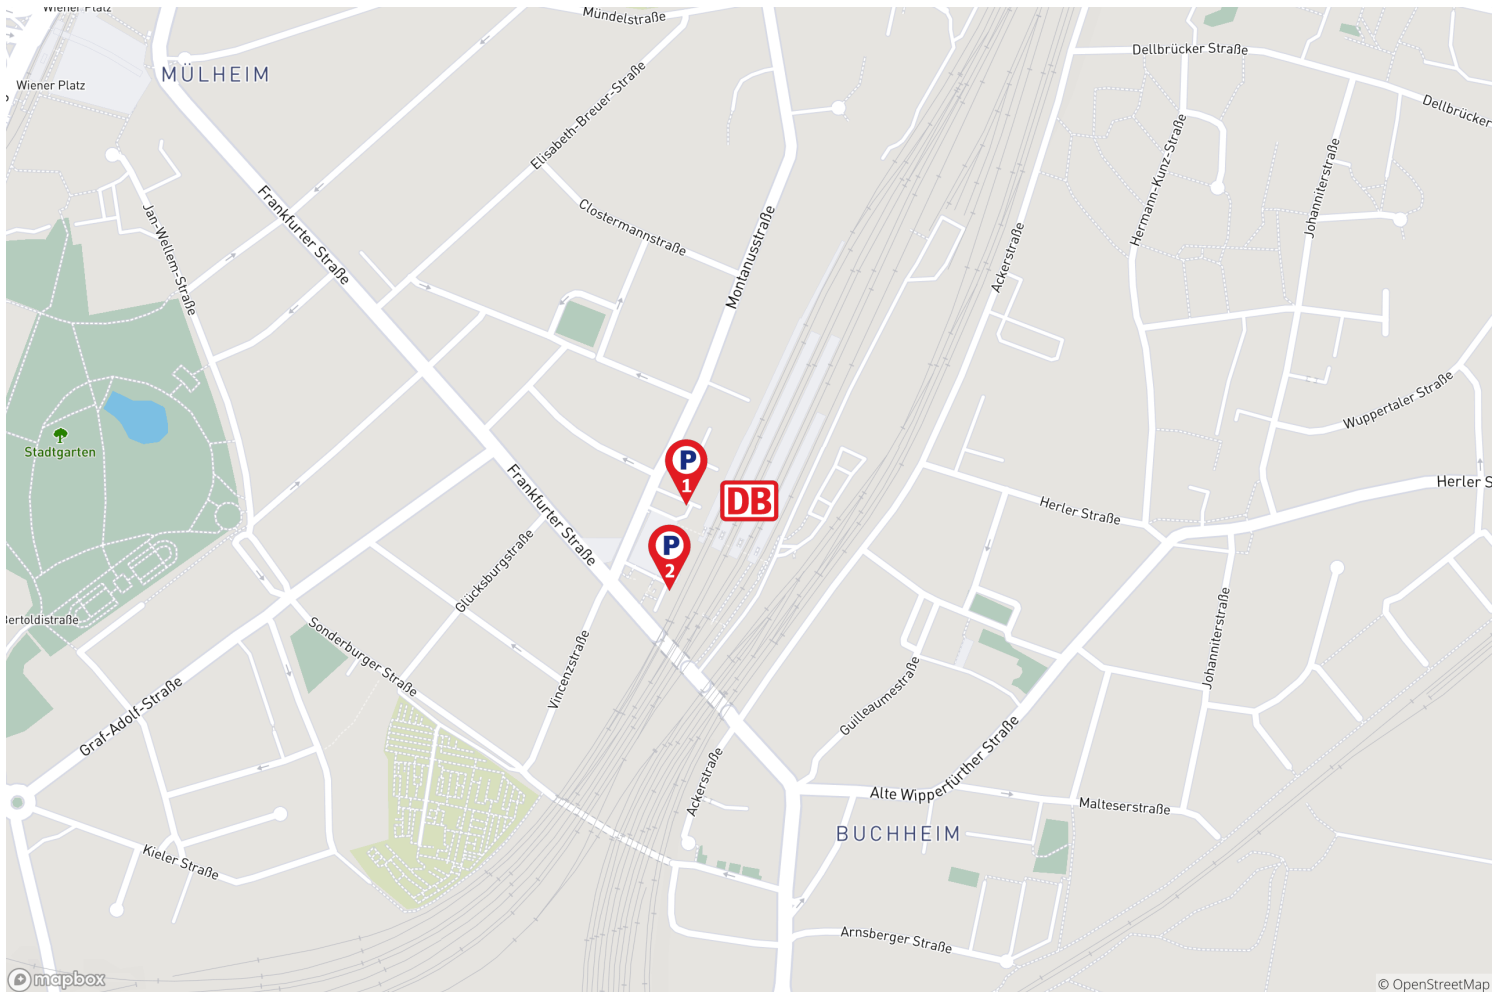 Wiener Platz
Mündelstraße
Dellbrücker Straße
MÜLHEIM
Wiener Platz
Dellbrücker
Elisabeth-Breuer-Straße
Hermann-Kunz-Straße
Johanniterstraße
Frankfurter Straße
Jan-Wellem-Straße
Clostermannstraße
Montanusstraße
Ackerstraße
Wuppertaler Straße
Stadtgarten
P
1
DB
Frankfurter Straße
Herler Straße
Herler S
P
2
Glücksburgstraße
Bertoldistraße
Sonderburger Straße
Vincenzstraße
Johanniterstraße
Guilleaumestraße
Graf-Adolf-Straße
Ackerstraße
Alte Wipperfürther Straße
Malteserstraße
BUCHHEIM
Kieler Straße
Arnsberger Straße
mapbox
© OpenStreetMap